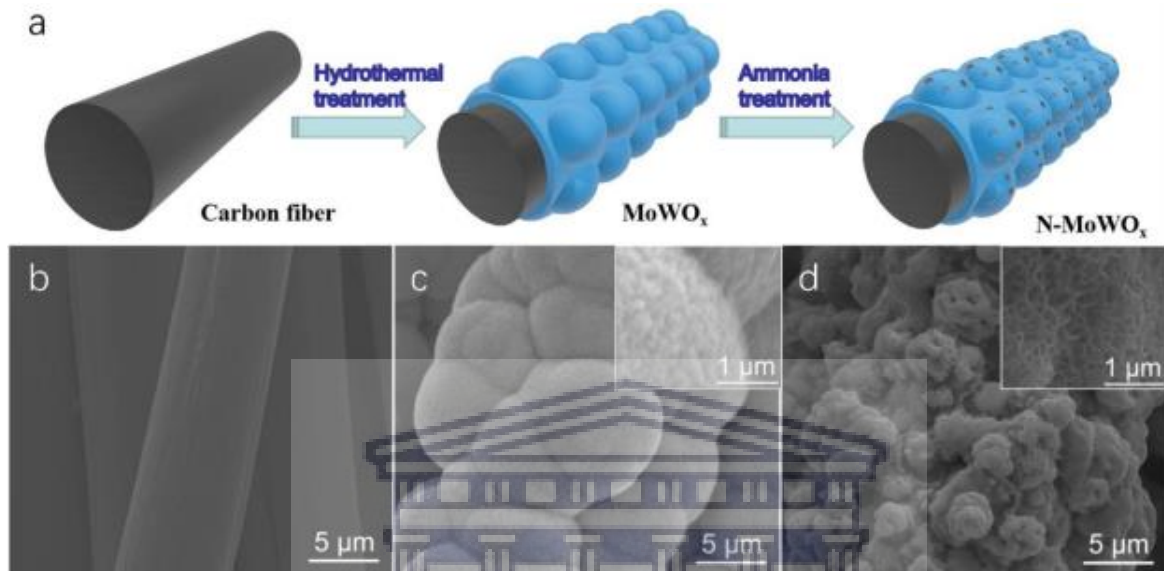 a
Hydrothermal
treatment
Ammonia
treatment
Carbon fiber
MoWOₓ
N-MoWOₓ
b
c
d
1 μm
1 μm
5 μm
5 μm
5 μm